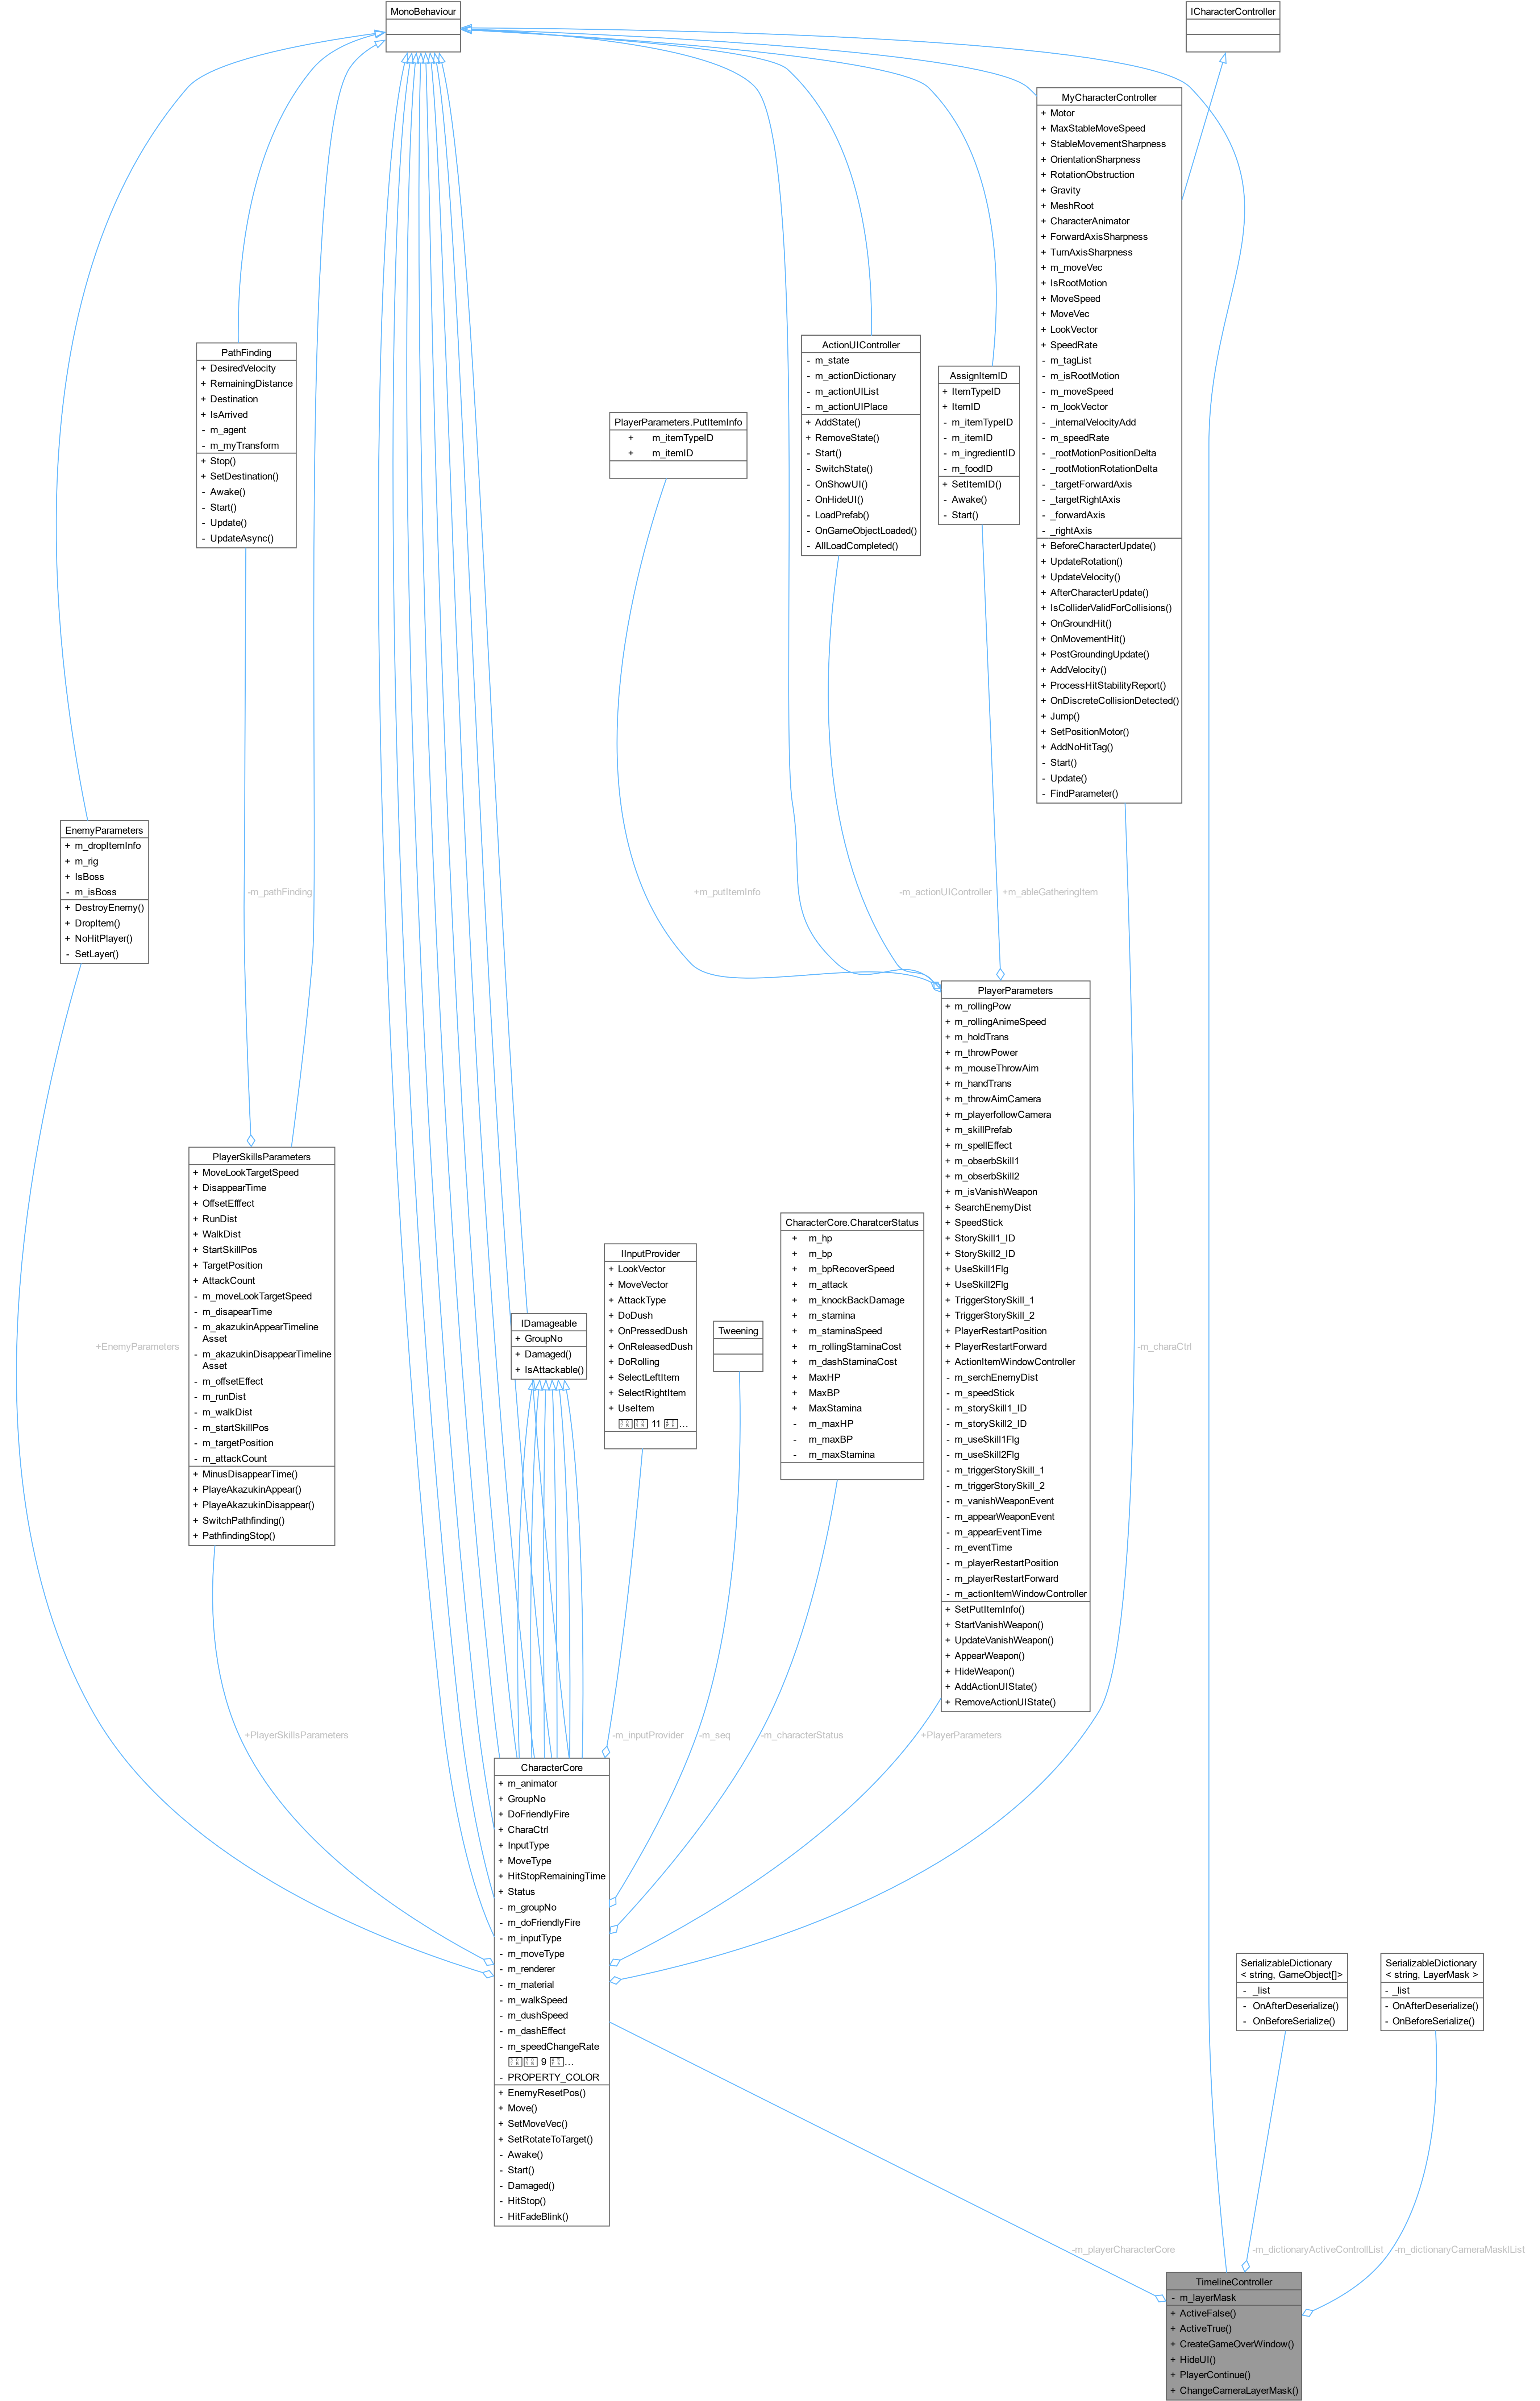 MonoBehaviour
ICharacterController
MyCharacterController
+ Motor
+ MaxStableMoveSpeed
+ StableMovementSharpness
+ OrientationSharpness
+ RotationObstruction
+ Gravity
+ MeshRoot
+ CharacterAnimator
+ ForwardAxisSharpness
+ TurnAxisSharpness
+ m_moveVec
+ IsRootMotion
+ MoveSpeed
+ MoveVec
+ LookVector
+ SpeedRate
- m_tagList
- m_isRootMotion
- m_moveSpeed
- m_lookVector
- _internalVelocityAdd
- m_speedRate
- _rootMotionPositionDelta
- _rootMotionRotationDelta
- _targetForwardAxis
- _targetRightAxis
- _forwardAxis
- _rightAxis
+ BeforeCharacterUpdate()
+ UpdateRotation()
+ UpdateVelocity()
+ AfterCharacterUpdate()
+ IsColliderValidForCollisions()
+ OnGroundHit()
+ OnMovementHit()
+ PostGroundingUpdate()
+ AddVelocity()
+ ProcessHitStabilityReport()
+ OnDiscreteCollisionDetected()
+ Jump()
+ SetPositionMotor()
+ AddNoHitTag()
- Start()
- Update()
- FindParameter()
PathFinding
+ DesiredVelocity
+ RemainingDistance
+ Destination
+ IsArrived
- m_agent
- m_myTransform
+ Stop()
+ SetDestination()
- Awake()
- Start()
- Update()
- UpdateAsync()
PlayerParameters.PutItemInfo
+ m_itemTypeID
+ m_itemID
ActionUIController
- m_state
- m_actionDictionary
- m_actionUIList
- m_actionUIPlace
+ AddState()
+ RemoveState()
- Start()
- SwitchState()
- OnShowUI()
- OnHideUI()
- LoadPrefab()
- OnGameObjectLoaded()
- AllLoadCompleted()
AssignItemID
+ ItemTypeID
+ ItemID
- m_itemTypeID
- m_itemID
- m_ingredientID
- m_foodID
+ SetItemID()
- Awake()
- Start()
EnemyParameters
+ m_dropItemInfo
+ m_rig
+ IsBoss
- m_isBoss
+ DestroyEnemy()
+ DropItem()
+ NoHitPlayer()
- SetLayer()
-m_pathFinding
+m_putItemInfo
-m_actionUIController
+m_ableGatheringItem
PlayerParameters
+ m_rollingPow
+ m_rollingAnimeSpeed
+ m_holdTrans
+ m_throwPower
+ m_mouseThrowAim
+ m_handTrans
+ m_throwAimCamera
+ m_playerfollowCamera
+ m_skillPrefab
+ m_spellEffect
+ m_obserbSkill1
+ m_obserbSkill2
+ m_isVanishWeapon
+ SearchEnemyDist
+ SpeedStick
+ StorySkill1_ID
+ StorySkill2_ID
+ UseSkill1Flg
+ UseSkill2Flg
+ TriggerStorySkill_1
+ TriggerStorySkill_2
+ PlayerRestartPosition
+ PlayerRestartForward
+ ActionItemWindowController
- m_serchEnemyDist
- m_speedStick
- m_storySkill1_ID
- m_storySkill2_ID
- m_useSkill1Flg
- m_useSkill2Flg
- m_triggerStorySkill_1
- m_triggerStorySkill_2
- m_vanishWeaponEvent
- m_appearWeaponEvent
- m_appearEventTime
- m_eventTime
- m_playerRestartPosition
- m_playerRestartForward
- m_actionItemWindowController
+ SetPutItemInfo()
+ StartVanishWeapon()
+ UpdateVanishWeapon()
+ AppearWeapon()
+ HideWeapon()
+ AddActionUIState()
+ RemoveActionUIState()
PlayerSkillsParameters
+ MoveLookTargetSpeed
+ DisappearTime
+ OffsetEfffect
+ RunDist
+ WalkDist
+ StartSkillPos
+ TargetPosition
+ AttackCount
- m_moveLookTargetSpeed
- m_disapearTime
- m_akazukinAppearTimeline
Asset
- m_akazukinDisappearTimeline
Asset
- m_offsetEffect
- m_runDist
- m_walkDist
- m_startSkillPos
- m_targetPosition
- m_attackCount
+ MinusDisappearTime()
+ PlayeAkazukinAppear()
+ PlayeAkazukinDisappear()
+ SwitchPathfinding()
+ PathfindingStop()
+EnemyParameters
IDamageable
+ GroupNo
+ Damaged()
+ IsAttackable()
IInputProvider
+ LookVector
+ MoveVector
+ AttackType
+ DoDush
+ OnPressedDush
+ OnReleasedDush
+ DoRolling
+ SelectLeftItem
+ SelectRightItem
+ UseItem
11 ...
Tweening
CharacterCore.CharatcerStatus
+ m_hp
+ m_bp
+ m_bpRecoverSpeed
+ m_attack
+ m_knockBackDamage
+ m_stamina
+ m_staminaSpeed
+ m_rollingStaminaCost
+ m_dashStaminaCost
+ MaxHP
+ MaxBP
+ MaxStamina
- m_maxHP
- m_maxBP
- m_maxStamina
-m_charaCtrl
+PlayerSkillsParameters
-m_inputProvider
-m_seq
-m_characterStatus
+PlayerParameters
CharacterCore
+ m_animator
+ GroupNo
+ DoFriendlyFire
+ CharaCtrl
+ InputType
+ MoveType
+ HitStopRemainingTime
+ Status
- m_groupNo
- m_doFriendlyFire
- m_inputType
- m_moveType
- m_renderer
- m_material
- m_walkSpeed
- m_dushSpeed
- m_dashEffect
- m_speedChangeRate
9 ...
- PROPERTY_COLOR
+ EnemyResetPos()
+ Move()
+ SetMoveVec()
+ SetRotateToTarget()
- Awake()
- Start()
- Damaged()
- HitStop()
- HitFadeBlink()
SerializableDictionary
< string, GameObject[]>
- _list
- OnAfterDeserialize()
- OnBeforeSerialize()
SerializableDictionary
< string, LayerMask >
- _list
- OnAfterDeserialize()
- OnBeforeSerialize()
-m_playerCharacterCore
-m_dictionaryActiveControllList
-m_dictionaryCameraMasklList
TimelineController
- m_layerMask
+ ActiveFalse()
+ ActiveTrue()
+ CreateGameOverWindow()
+ HideUI()
+ PlayerContinue()
+ ChangeCameraLayerMask()